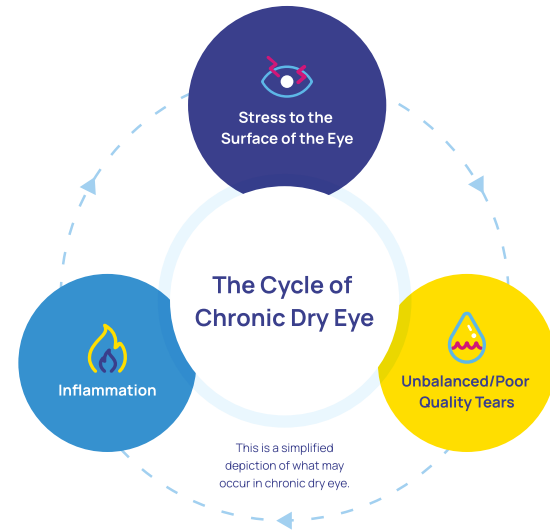 Stress to the
Surface of the Eye
The Cycle of
Chronic Dry Eye
Inflammation
Unbalanced/Poor
Quality Tears
This is a simplified
depiction of what may
occur in chronic dry eye.